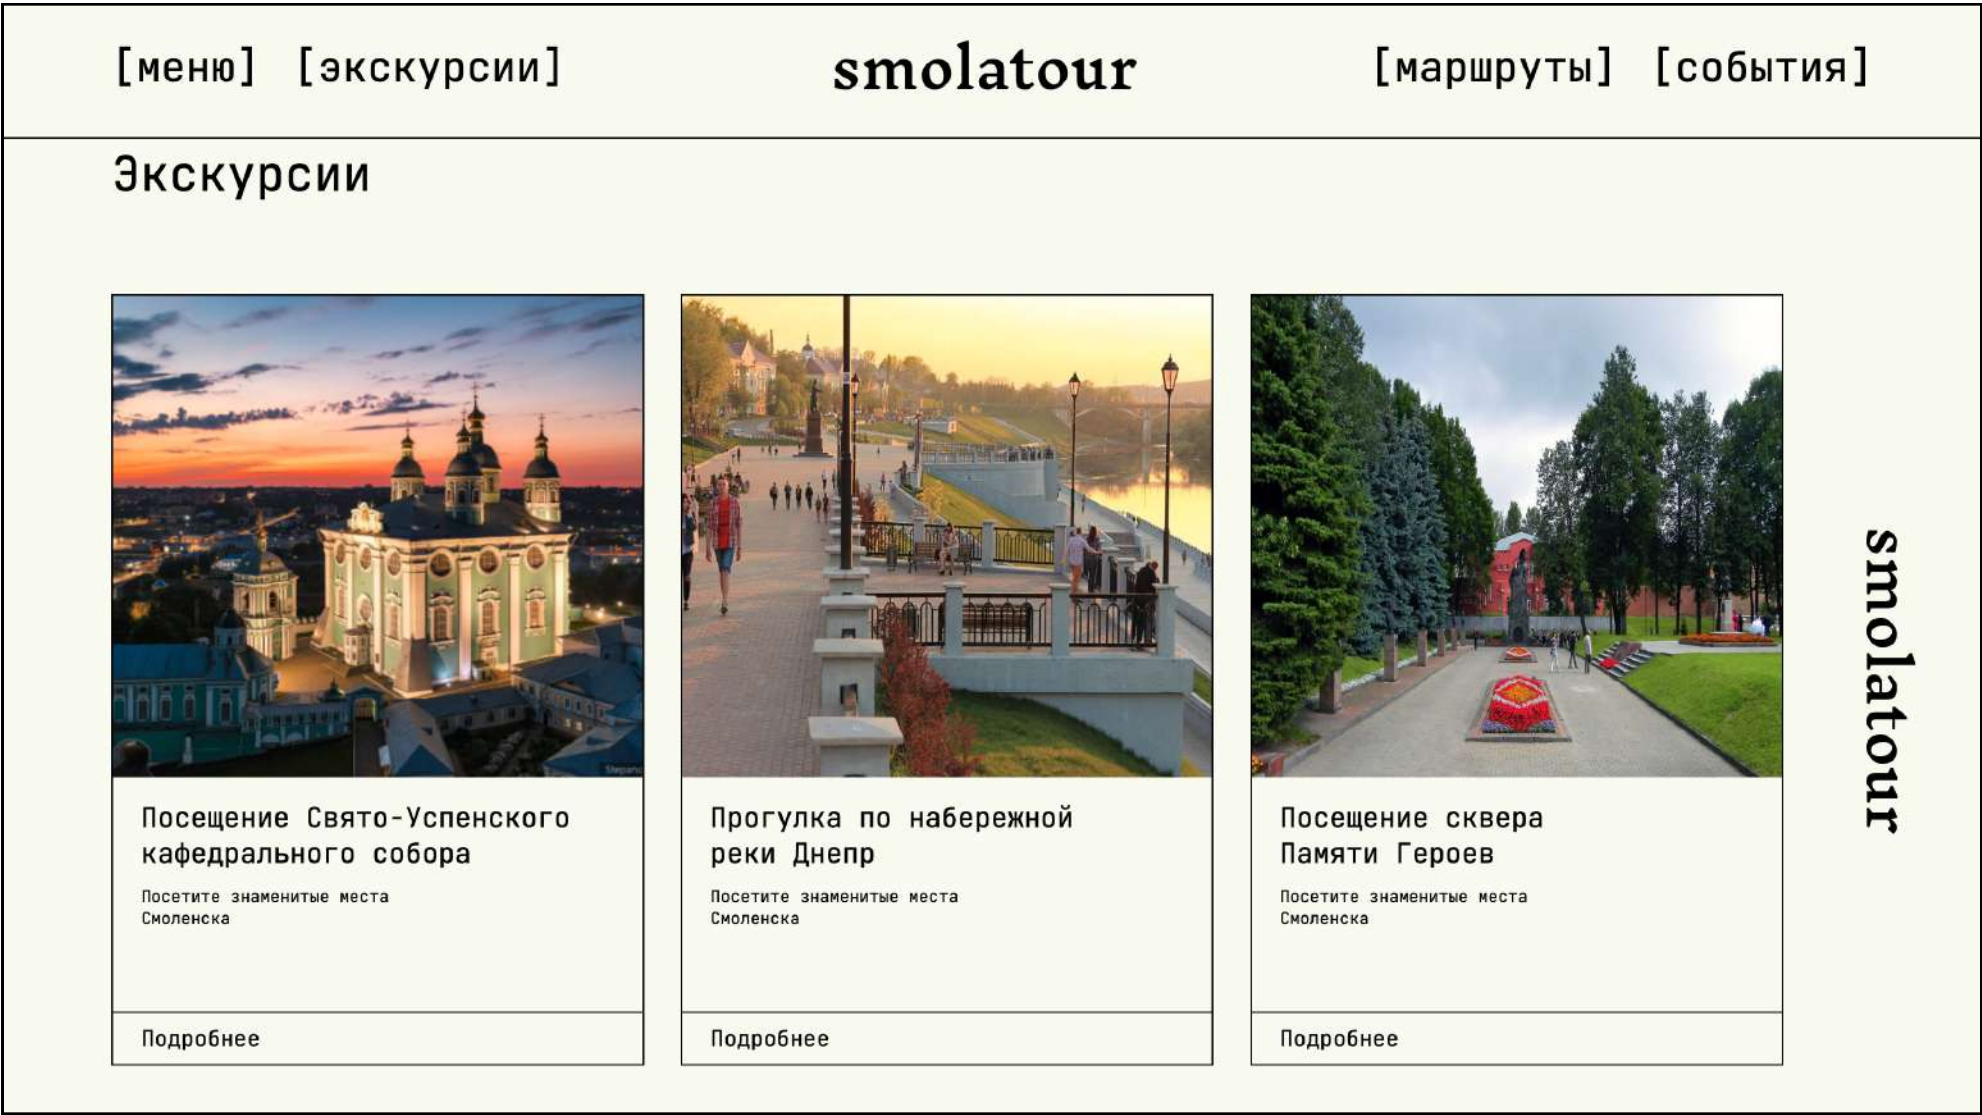 [меню] [экскурсии] smolatour [маршруты] [события]
Экскурсии
Посещение Свято-Успенского
кафедрального собора
Посетите знаменитые места
Смоленска
Подробнее
Прогулка по набережной
реки Днепр
Посетите знаменитые места
Смоленска
Подробнее
Посещение сквера
Памяти Героев
Посетите знаменитые места
Смоленска
Подробнее
smolatour